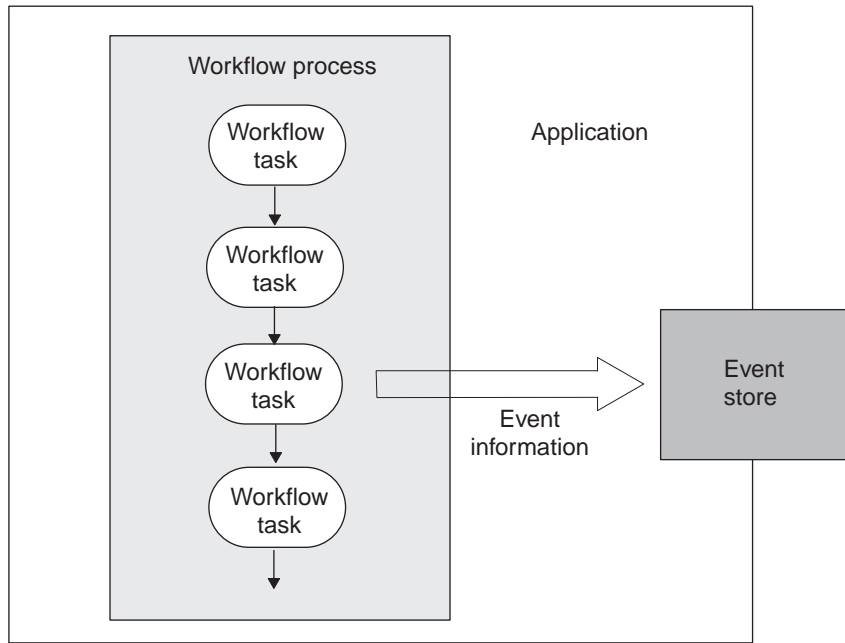 Workflow process
Workflow
task
Application
Workflow
task
Workflow
task
Event
information
Event
store
Workflow
task